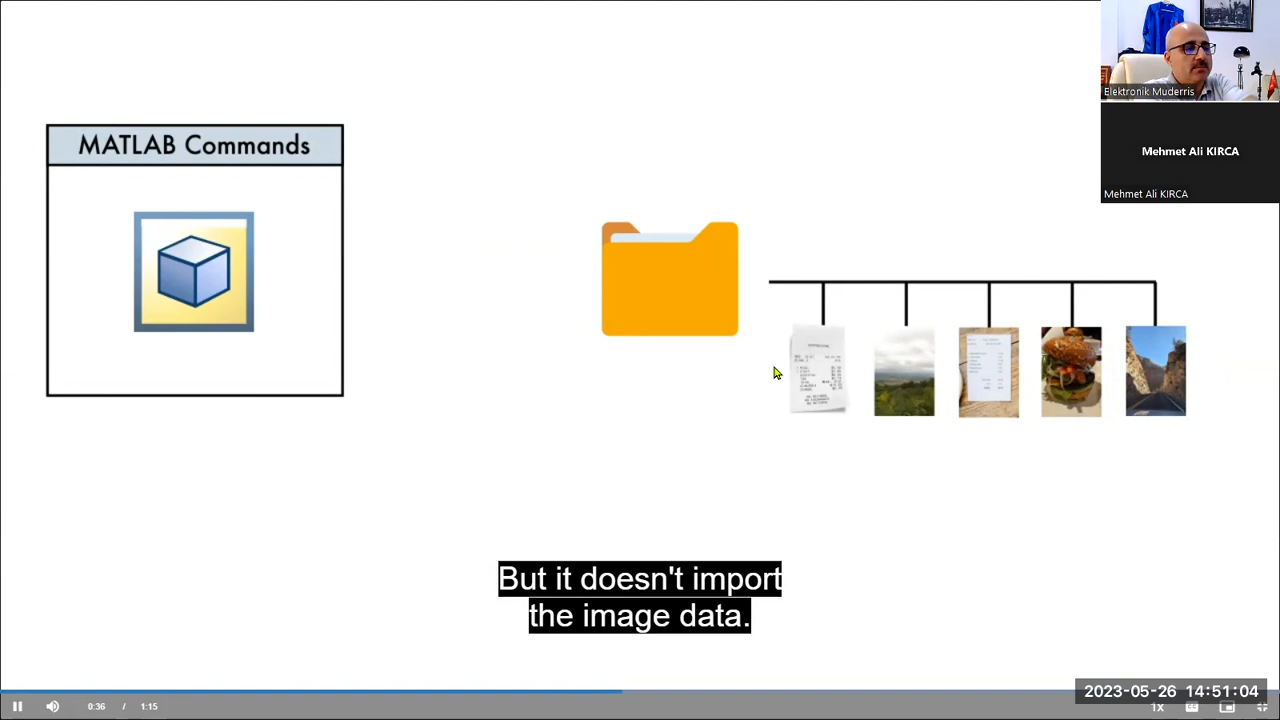 Elektronik Muderris
Mehmet Ali KIRCA
Mehmet Ali KIRCA
MATLAB Commands
But it doesn't import
the image data.
2023-05-26 14:51:04
0:36 / 1:15
1x
CC